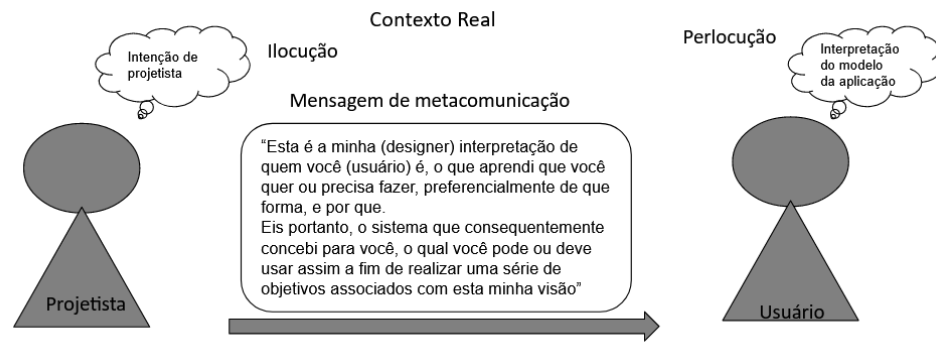 Contexto Real
Intenção de
projetista
Ilocução
Perlocução
Interpretação
do modelo
da aplicação
Mensagem de metacomunicação
“Esta é a minha (designer) interpretação de
quem você (usuário) é, o que aprendi que você
quer ou precisa fazer, preferencialmente de que
forma, e por que.
Eis portanto, o sistema que consequentemente
concebi para você, o qual você pode ou deve
usar assim a fim de realizar uma série de
objetivos associados com esta minha visão”
Projetista
Usuário